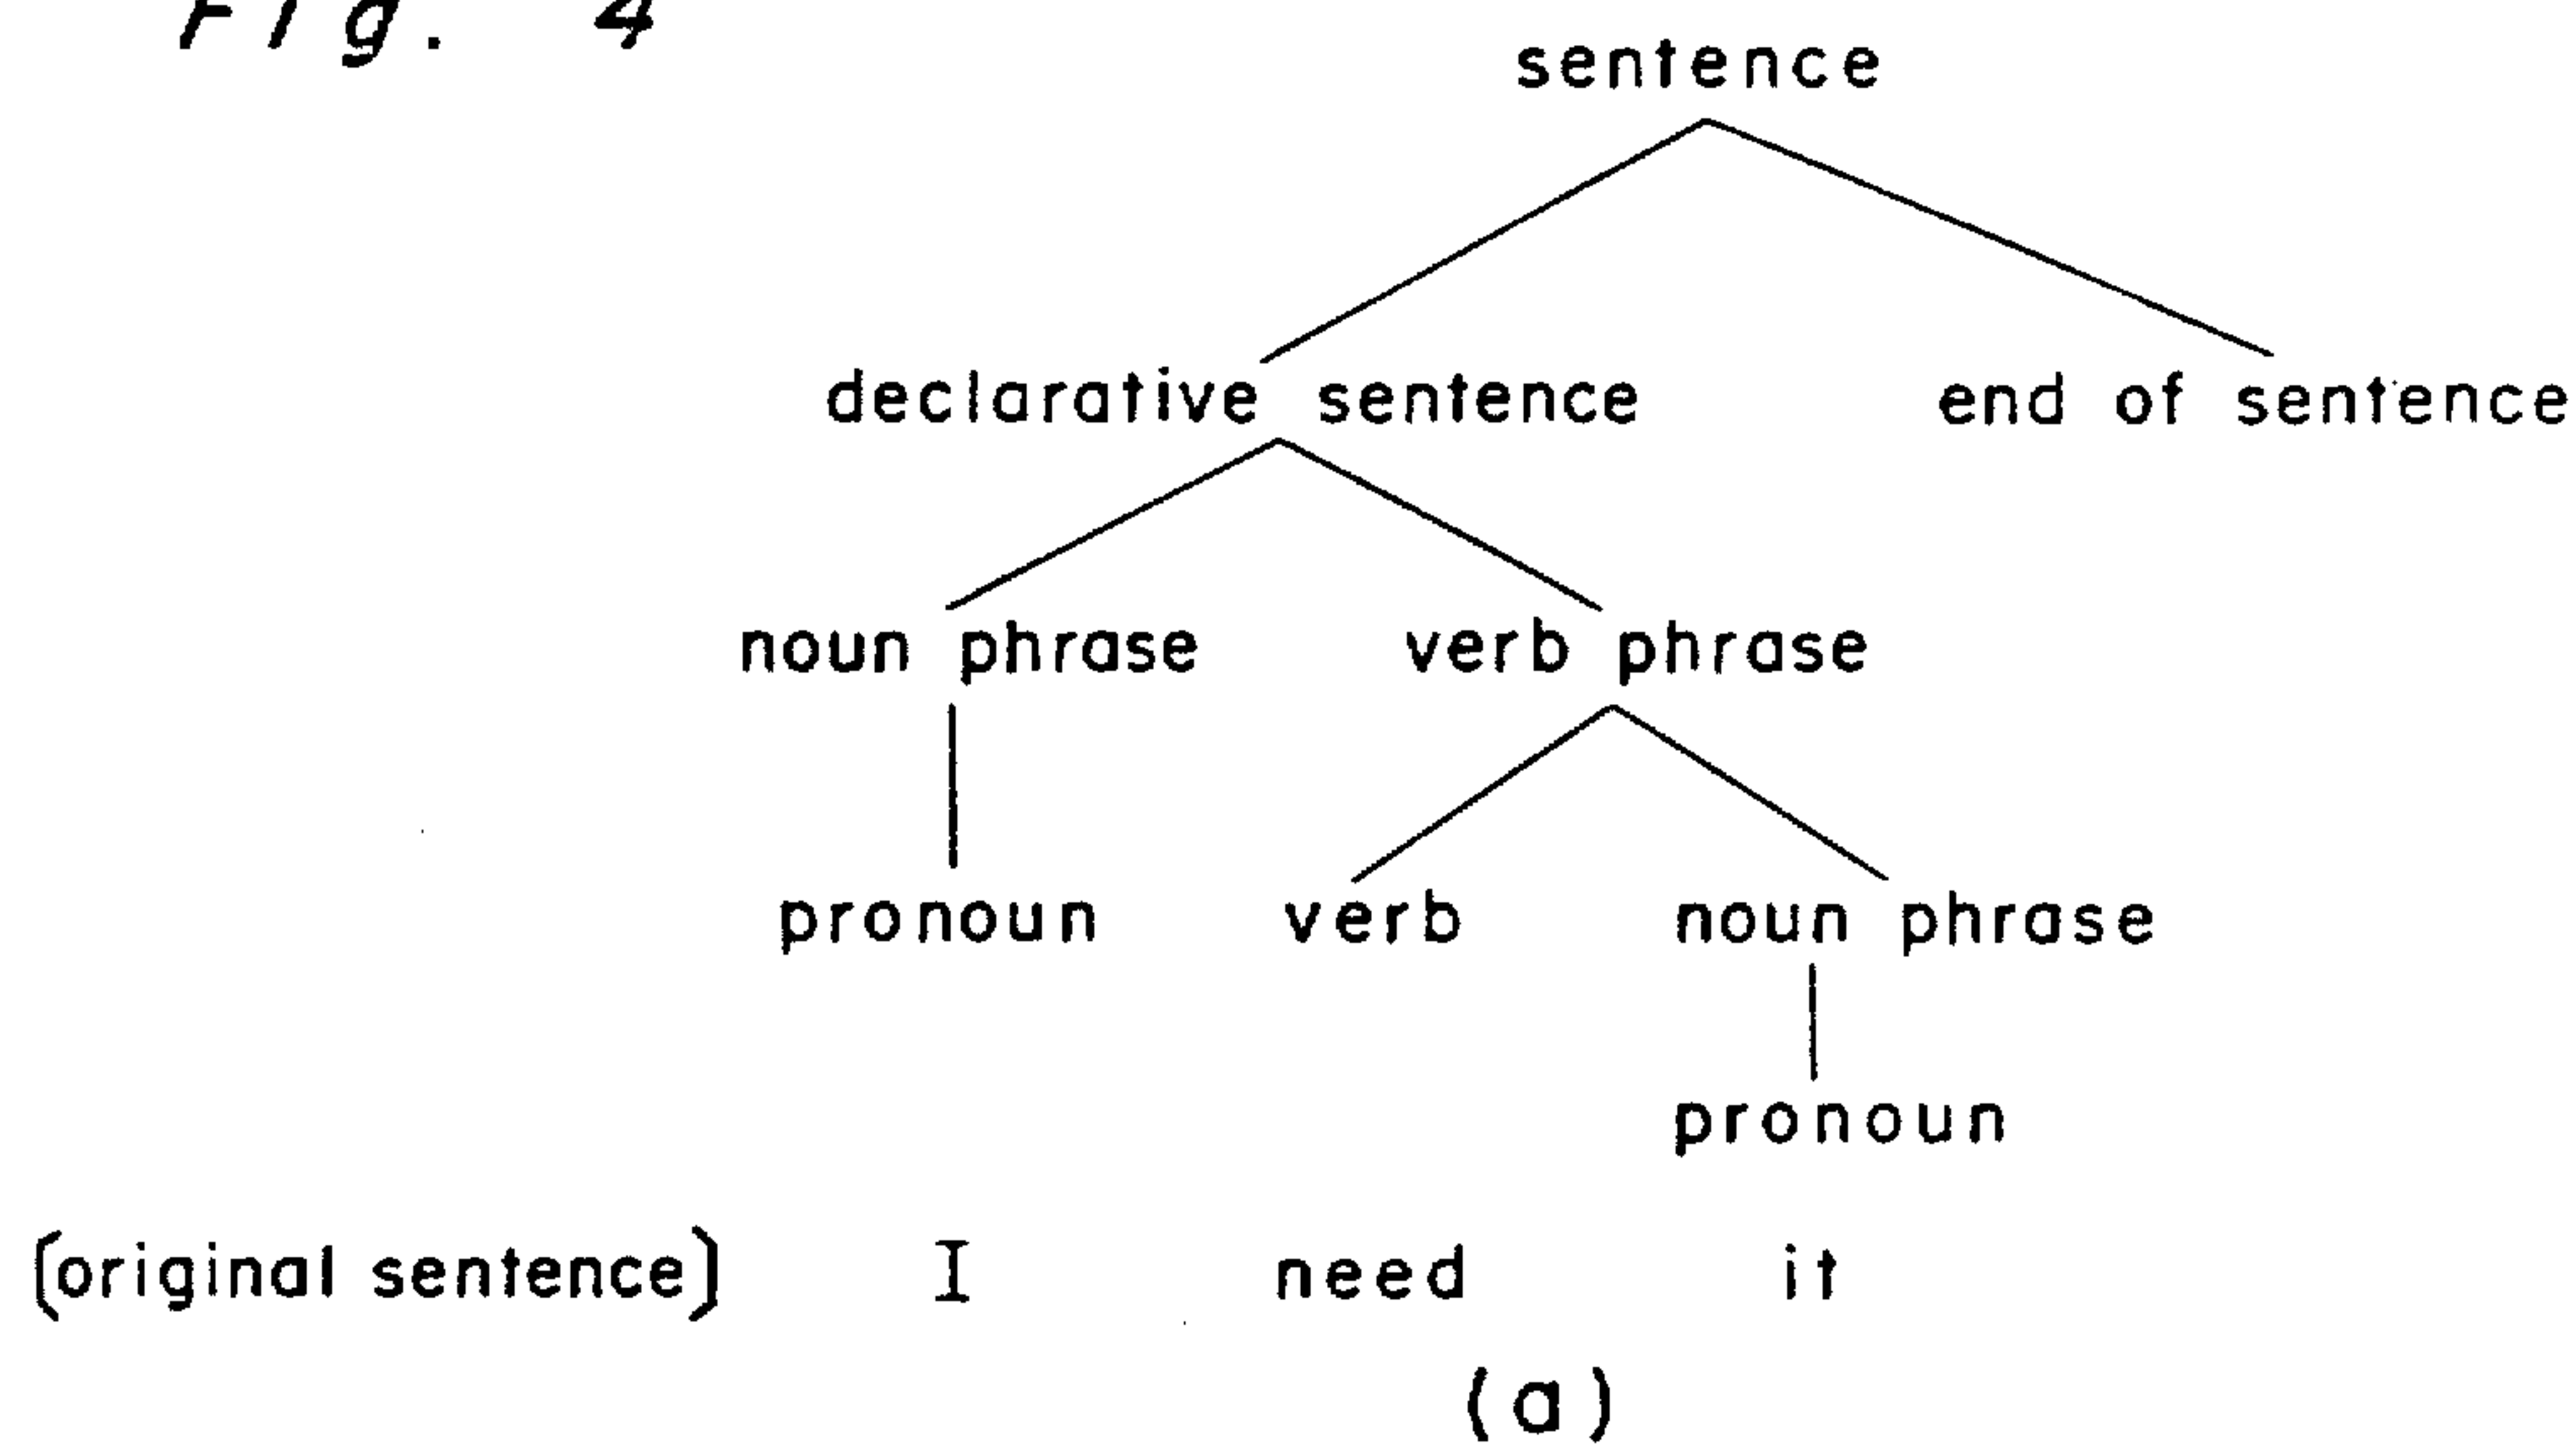 Fig. 4
sentence
declarative sentence end of sentence
noun phrase verb phrase
pronoun verb noun phrase
pronoun
(original sentence) I need it
(a)